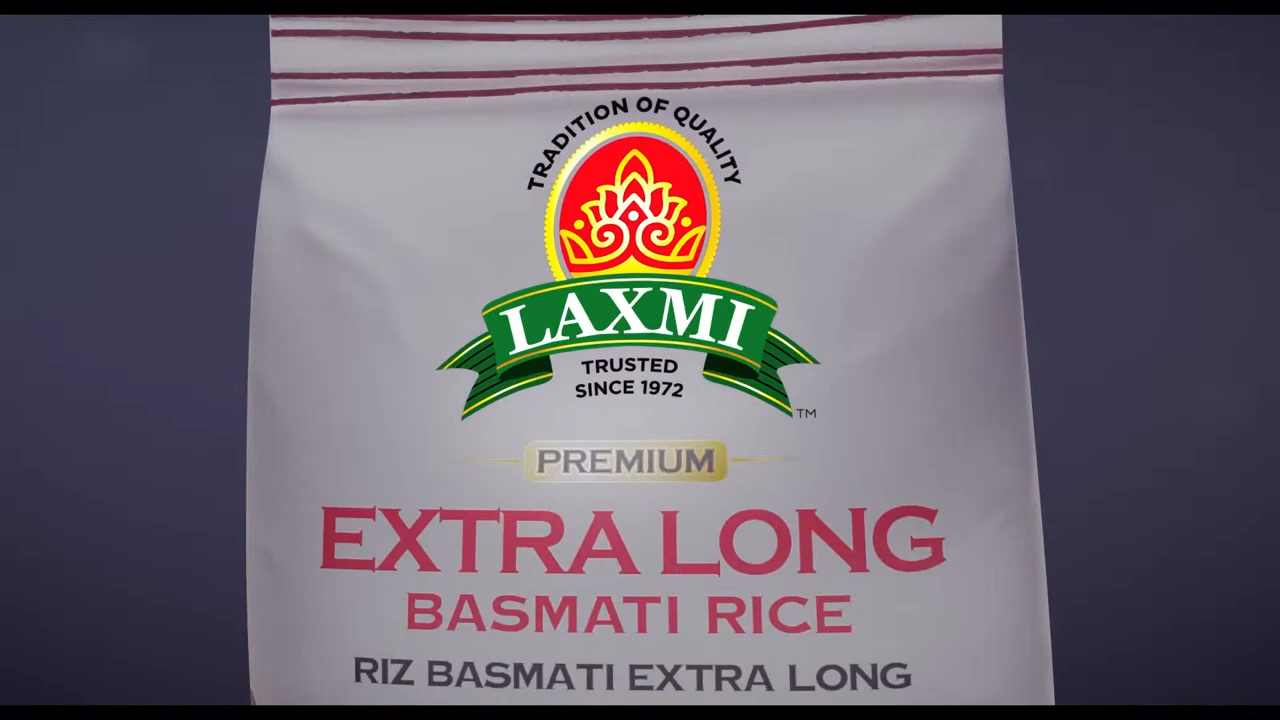 TRADITION OF QUALITY
LAXMI
TRUSTED
SINCE 1972
TM
PREMIUM
EXTRA LONG
BASMATI RICE
RIZ BASMATI EXTRA LONG